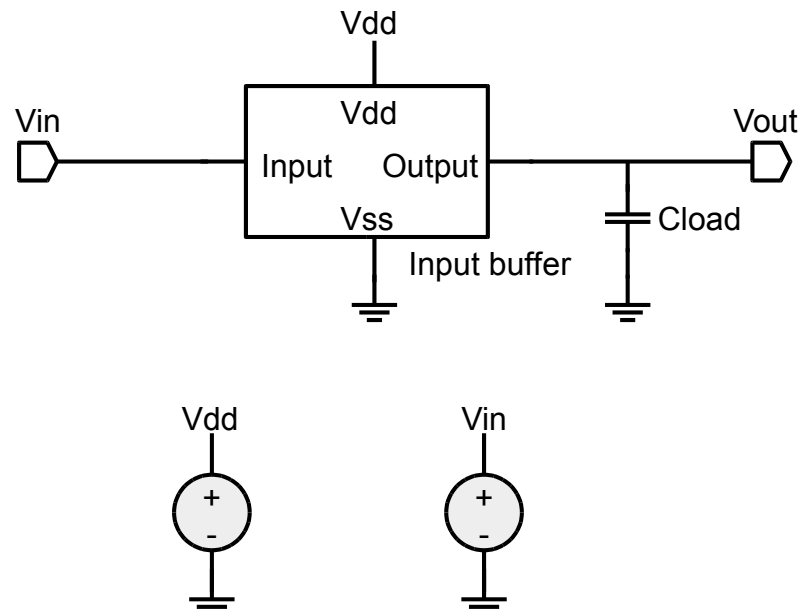 Vdd
Vin
Vdd
Vout
Input
Output
Vss
Cload
Input buffer
Vdd
Vin
+
+
-
-